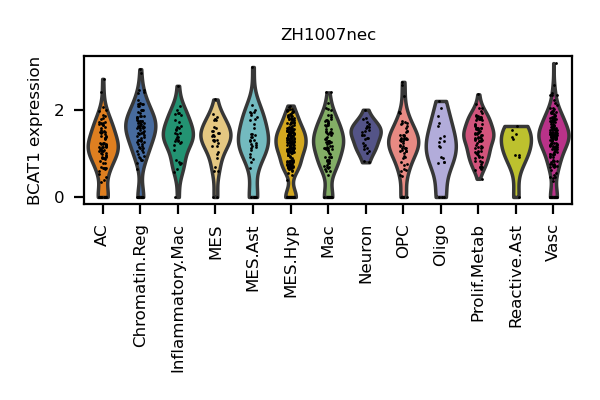 ZH1007nec
BCAT1 expression
2
0
AC
Chromatin.Reg
Inflammatory.Mac
MES
MES.Ast
MES.Hyp
Mac
Neuron
OPC
Oligo
Prolif.Metab
Reactive.Ast
Vasc